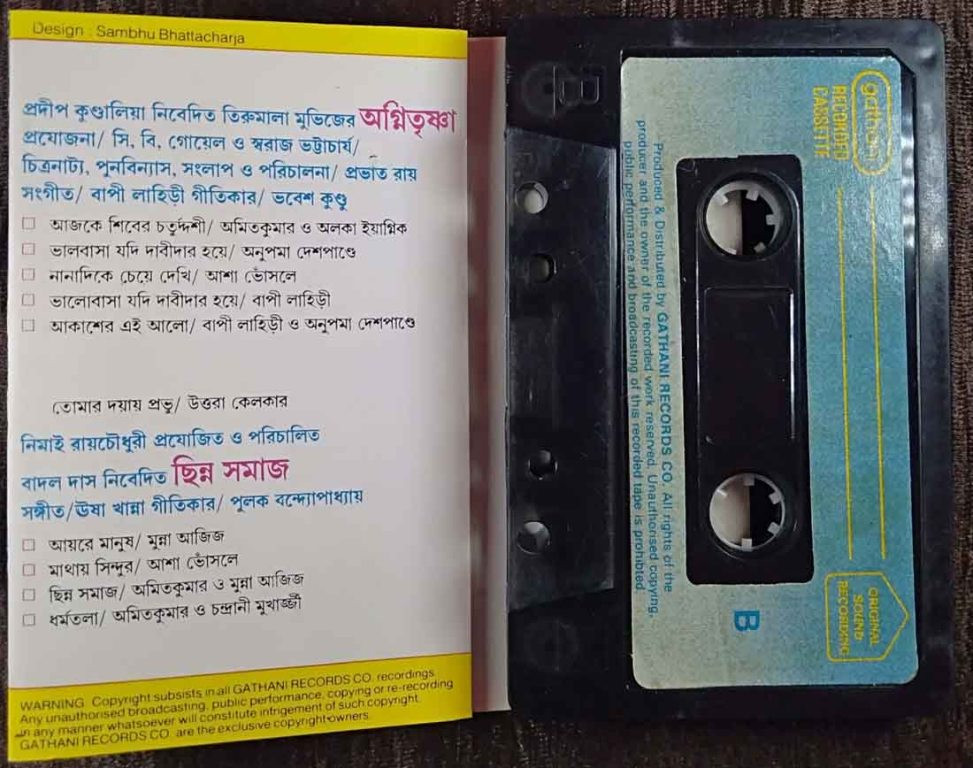 Design : Sambhu Bhattacharja
প্রদীপ কুণ্ডালিয়া নিবেদিত তিরুমালা মুভিজের অগ্নিতৃষ্ণা
প্রযোজনা/ সি, বি, গোয়েল ও স্বরাজ ভট্টাচার্য/
চিত্রনাট্য, পুনর্বিন্যাস, সংলাপ ও পরিচালনা/ প্রভাত রায়
সংগীত/ বাপী লাহিড়ী গীতিকার/ ভবেশ কুণ্ডু
আজকে শিবের চতুর্দ্দশী/ অমিতকুমার ও অলকা ইয়াগ্নিক
ভালবাসা যদি দাবীদার হয়ে/ অনুপমা দেশপাণ্ডে
নানাদিকে চেয়ে দেখি/ আশা ভোঁসলে
ভালোবাসা যদি দাবীদার হয়ে/ বাপী লাহিড়ী
আকাশের এই আলো/ বাপী লাহিড়ী ও অনুপমা দেশপাণ্ডে
তোমার দয়ায় প্রভু/ উত্তরা কেলকার
নিমাই রায়চৌধুরী প্রযোজিত ও পরিচালিত
বাদল দাস নিবেদিত ছিন্ন সমাজ
সঙ্গীত/ঊষা খান্না গীতিকার/ পুলক বন্দ্যোপাধ্যায়
আয়রে মানুষ/ মুন্না আজিজ
মাথায় সিন্দুর/ আশা ভোঁসলে
ছিন্ন সমাজ/ অমিতকুমার ও মুন্না আজিজ
ধর্মতলা/ অমিতকুমার ও চন্দ্রানী মুখার্জ্জী
WARNING Copyright subsists in all GATHANI RECORDS CO. recordings.
Any unauthorised broadcasting, public performance, copying or re-recording
in any manner whatsoever will constitute infrigement of such copyright.
GATHANI RECORDS CO. are the exclusive copyright-owners.
gathani
RECORDED
CASSETTE
ORIGINAL
SOUND
RECORDING
B
Produced & Distributed by GATHANI RECORDS CO. All rights of the
producer and the owner of the recorded work reserved. Unauthorised copying,
public performance and broadcasting of this recorded tape is prohibted.
B